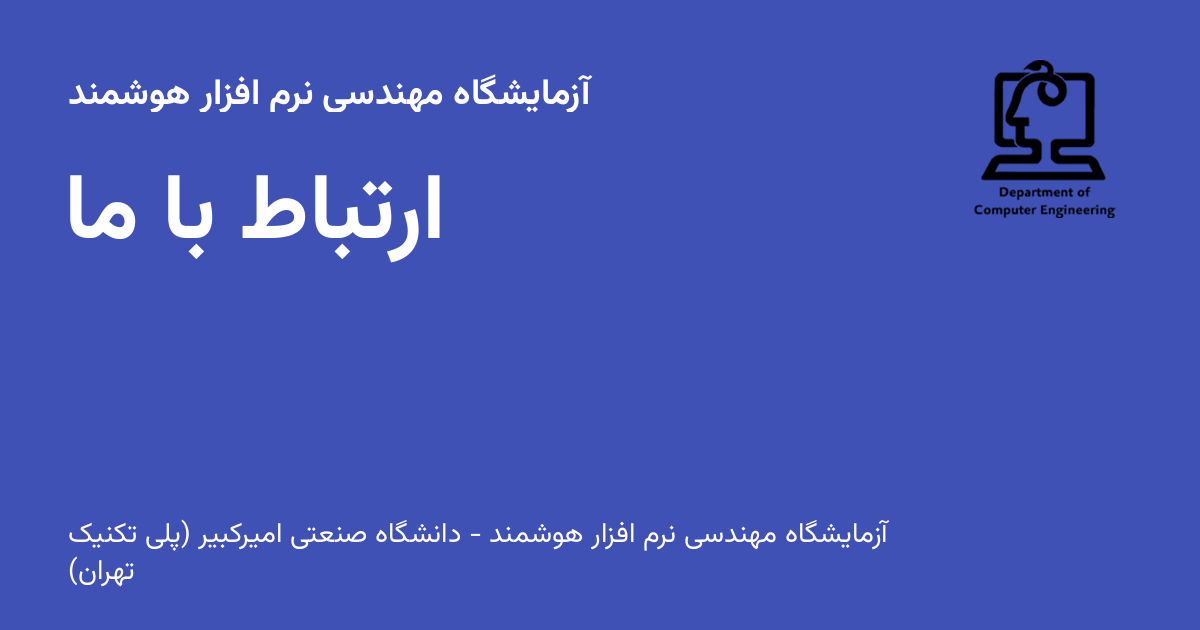 آزمایشگاه مهندسی نرم افزار هوشمند
ارتباط با ما
Department of
Computer Engineering
آزمایشگاه مهندسی نرم افزار هوشمند - دانشگاه صنعتی امیرکبیر (پلی تکنیک
تهران)